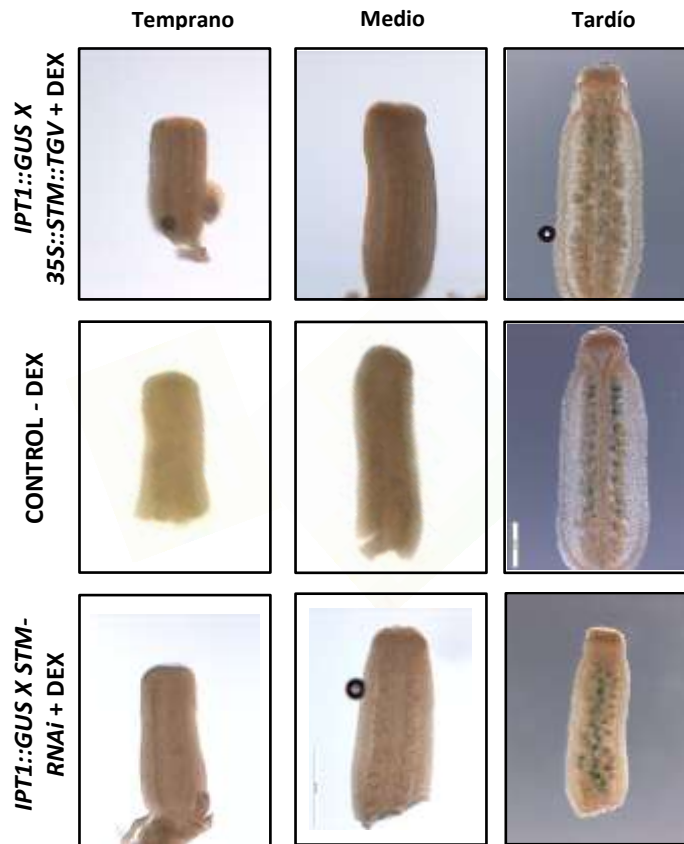 Temprano Medio Tardío
IPT1::GUS X
35S::STM::TGV + DEX
CONTROL - DEX
IPT1::GUS X STM-
RNAi + DEX